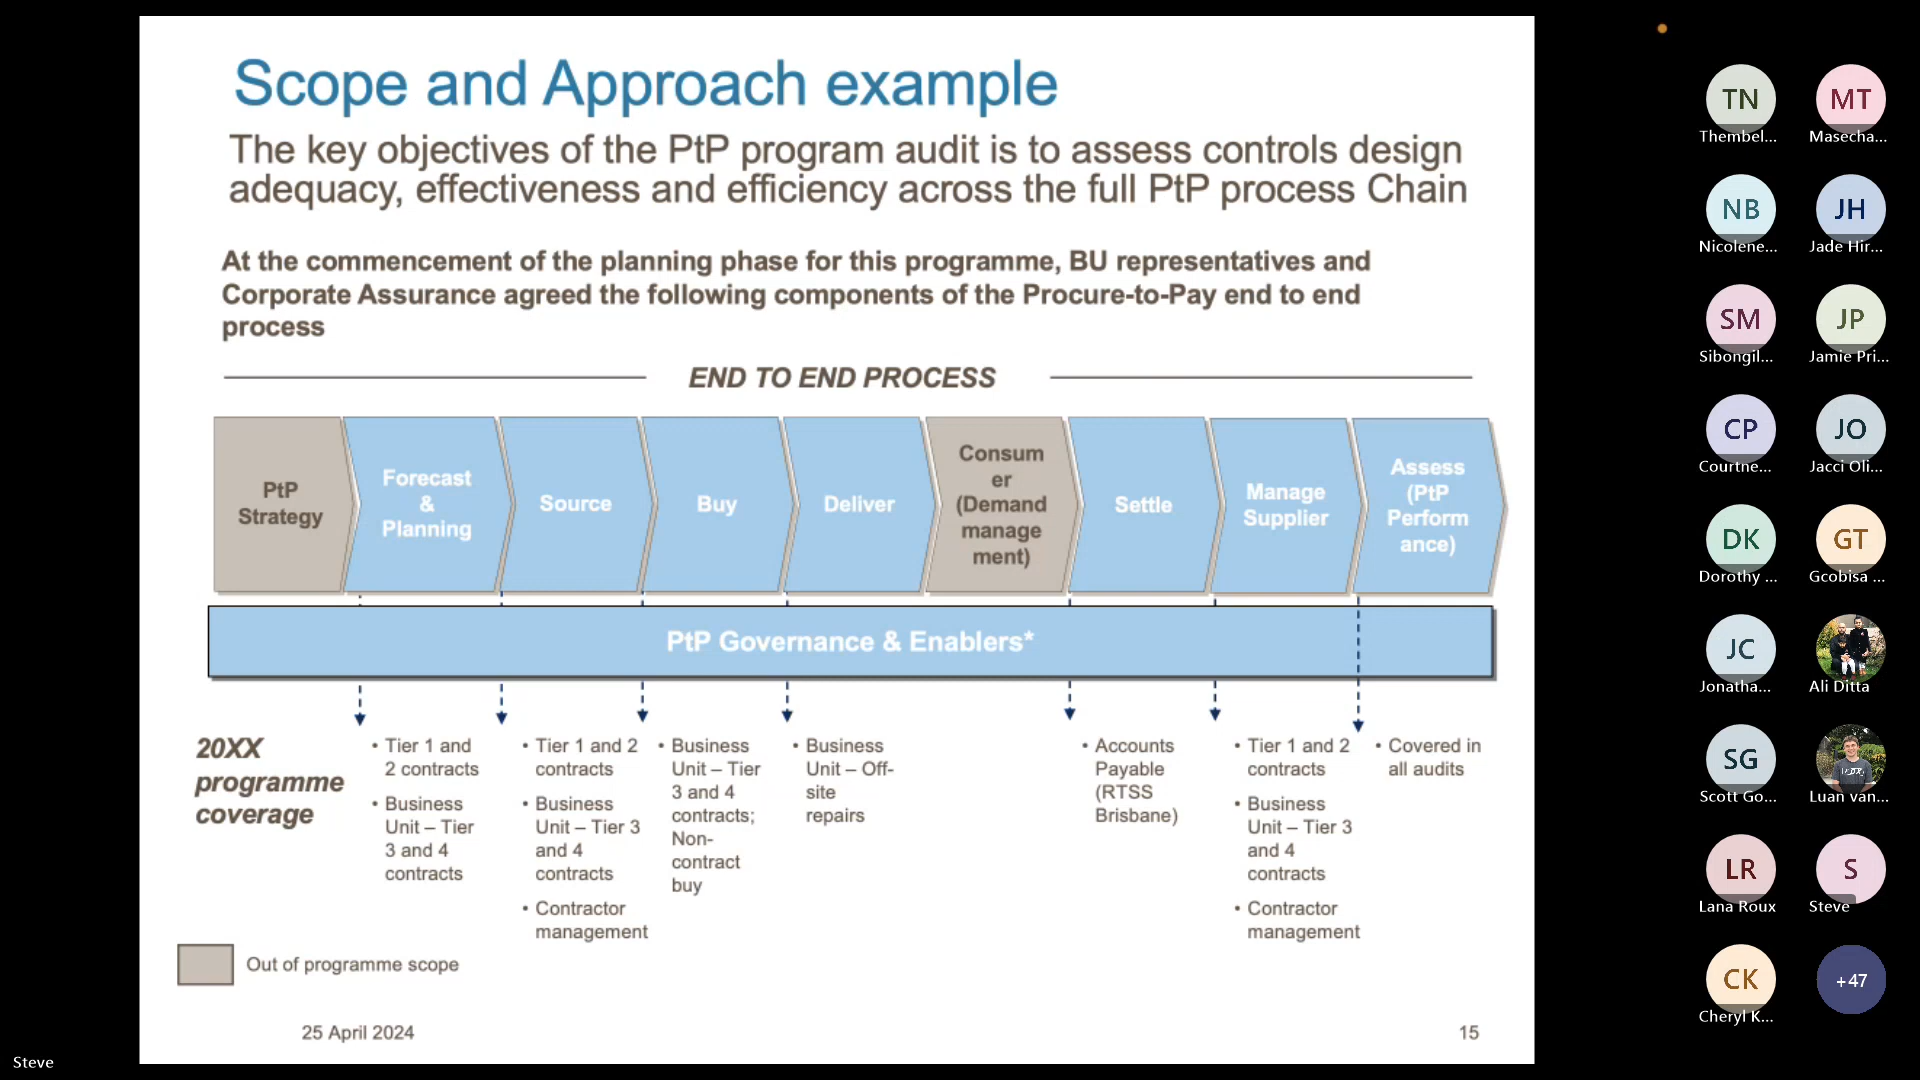 Scope and Approach example
The key objectives of the PtP program audit is to assess controls design
adequacy, effectiveness and efficiency across the full PtP process Chain
At the commencement of the planning phase for this programme, BU representatives and
Corporate Assurance agreed the following components of the Procure-to-Pay end to end
process
END TO END PROCESS
PtP
Strategy
Forecast
&
Planning
Source
Buy
Deliver
Consum
er
(Demand
manage
ment)
Settle
Manage
Supplier
Assess
(PtP
Perform
ance)
PtP Governance & Enablers*
20XX
programme
coverage
• Tier 1 and
2 contracts
• Business
Unit – Tier
3 and 4
contracts
• Tier 1 and 2
contracts
• Business
Unit – Tier 3
and 4
contracts
• Contractor
management
• Business
Unit – Tier
3 and 4
contracts;
Non-
contract
buy
• Business
Unit – Off-
site
repairs
• Accounts
Payable
(RTSS
Brisbane)
• Tier 1 and 2
contracts
• Business
Unit – Tier 3
and 4
contracts
• Contractor
management
• Covered in
all audits
Out of programme scope
25 April 2024
15
Steve
TN
Thembel...
MT
Masecha...
NB
Nicolene...
JH
Jade Hir...
SM
Sibongil...
JP
Jamie Pri...
CP
Courtne...
JO
Jacci Oli...
DK
Dorothy ...
GT
Gcobisa ...
JC
Jonatha...
Ali Ditta
SG
Scott Go...
Luan van...
LR
Lana Roux
S
Steve
CK
Cheryl K...
+47